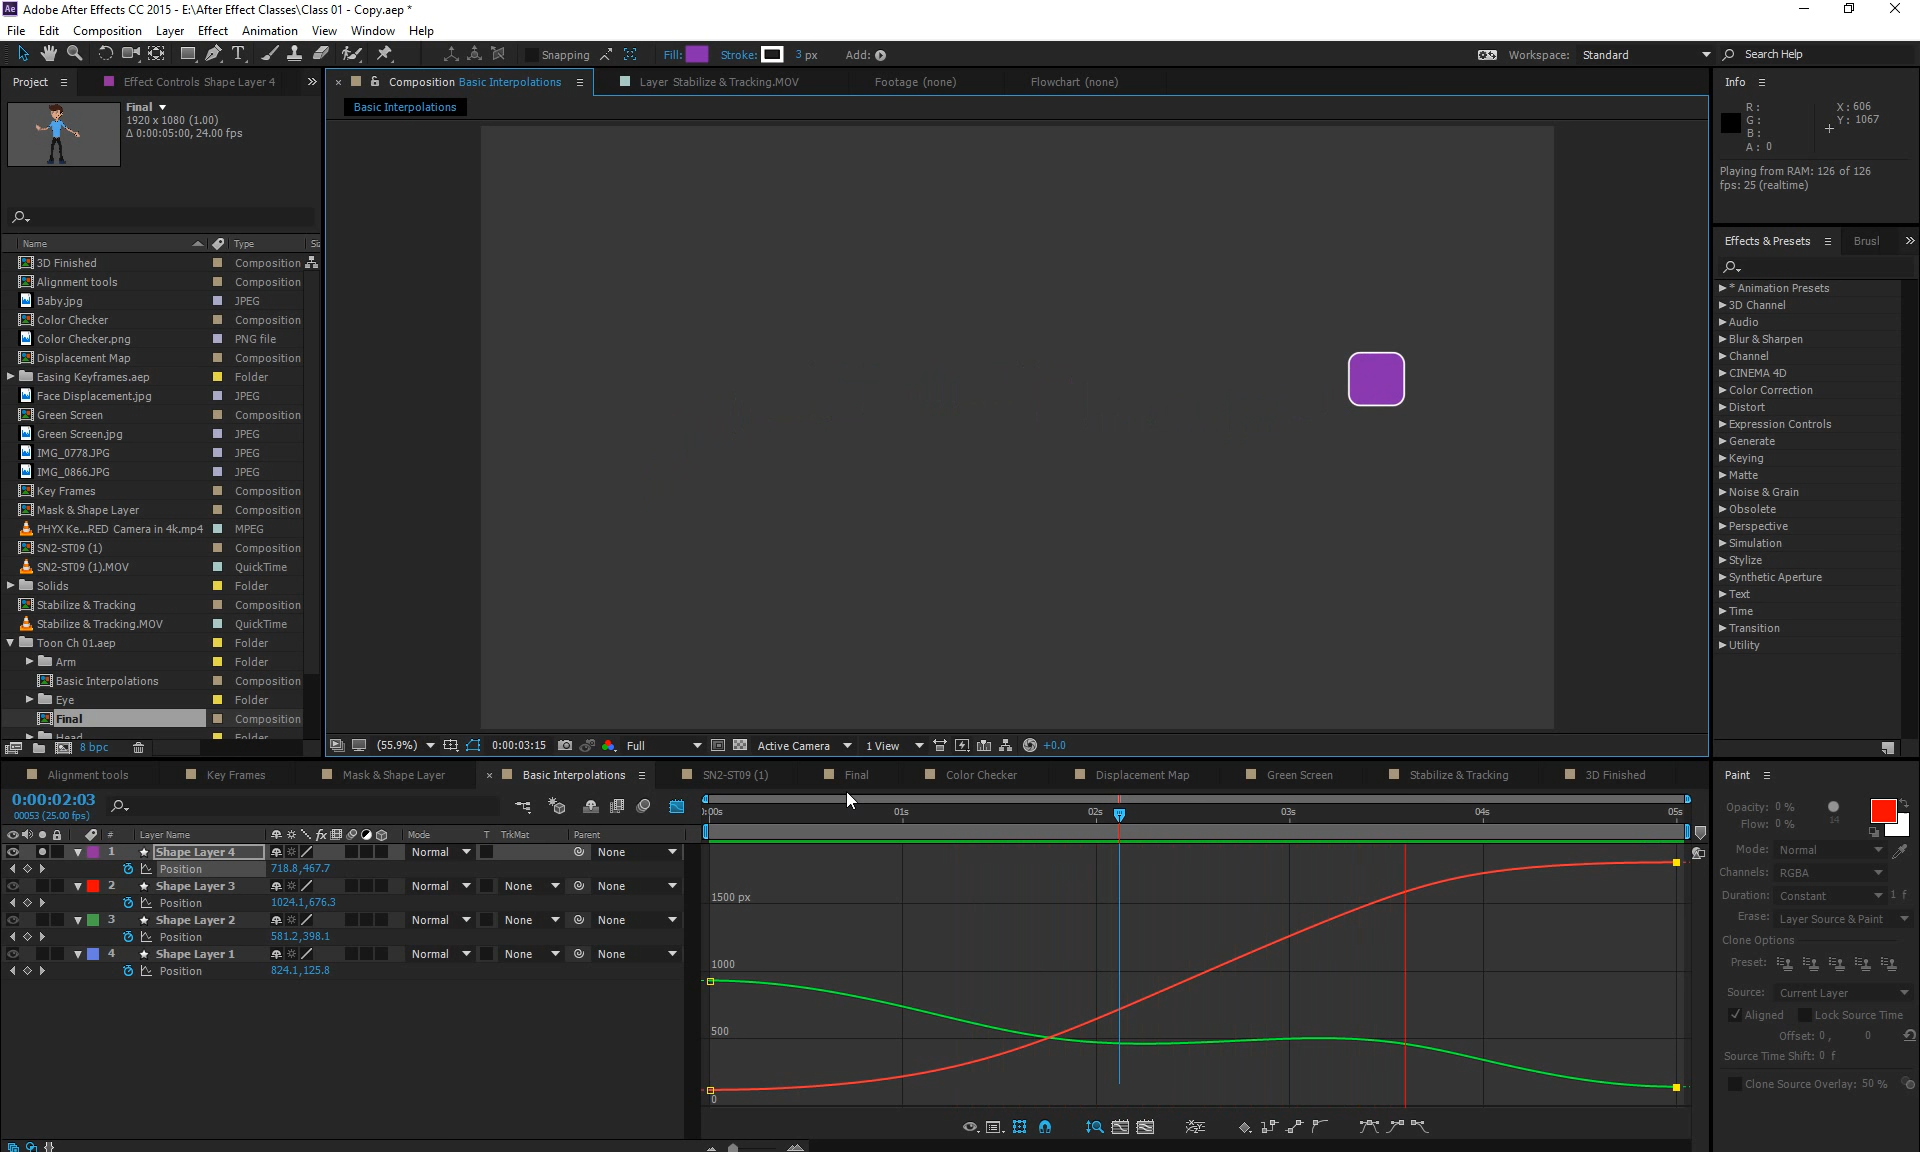 Adobe After Effects CC 2015 - E:\After Effect Classes\Class 01 - Copy.aep *
File Edit Composition Layer Effect Animation View Window Help
Snapping Fill: Stroke: 3 px Add: Workspace: Standard Search Help
Project Effect Controls Shape Layer 4
Composition Basic Interpolations Layer Stabilize & Tracking.MOV Footage (none) Flowchart (none)
Basic Interpolations
Final
1920 x 1080 (1.00)
Δ 0:00:05:00, 24.00 fps
Name Type
3D Finished Composition
Alignment tools Composition
Baby.jpg JPEG
Color Checker Composition
Color Checker.png PNG file
Displacement Map Composition
Easing Keyframes.aep Folder
Face Displacement.jpg JPEG
Green Screen Composition
Green Screen.jpg JPEG
IMG_0778.JPG JPEG
IMG_0866.JPG JPEG
Key Frames Composition
Mask & Shape Layer Composition
PHYX Ke...RED Camera in 4k.mp4 MPEG
SN2-ST09 (1) Composition
SN2-ST09 (1).MOV QuickTime
Solids Folder
Stabilize & Tracking Composition
Stabilize & Tracking.MOV QuickTime
Toon Ch 01.aep Folder
Arm Folder
Basic Interpolations Composition
Eye Folder
Final Composition
Head Folder
8 bpc
(55.9%) 0:00:03:15 Full Active Camera 1 View +0.0
Info
R: X: 606
G: Y: 1067
B:
A: 0
Playing from RAM: 126 of 126
fps: 25 (realtime)
Effects & Presets Brusl
* Animation Presets
3D Channel
Audio
Blur & Sharpen
Channel
CINEMA 4D
Color Correction
Distort
Expression Controls
Generate
Keying
Matte
Noise & Grain
Obsolete
Perspective
Simulation
Stylize
Synthetic Aperture
Text
Time
Transition
Utility
Alignment tools Key Frames Mask & Shape Layer Basic Interpolations SN2-ST09 (1) Final Color Checker Displacement Map Green Screen Stabilize & Tracking 3D Finished
0:00:02:03
00053 (25.00 fps)
# Layer Name Mode T TrkMat Parent
1 Shape Layer 4 Normal None
Position 718.8,467.7
2 Shape Layer 3 Normal None None
Position 1024.1,676.3
3 Shape Layer 2 Normal None None
Position 581.2,398.1
4 Shape Layer 1 Normal None None
Position 824.1,125.8
):00s 01s 02s 03s 04s 05s
1500 px
1000
500
0
Paint
Opacity: 0 %
Flow: 0 % 14
Mode: Normal
Channels: RGBA
Duration: Constant 1 f
Erase: Layer Source & Paint
Clone Options
Preset:
Source: Current Layer
Aligned Lock Source Time
Offset: 0, 0
Source Time Shift: 0 f
Clone Source Overlay: 50 %